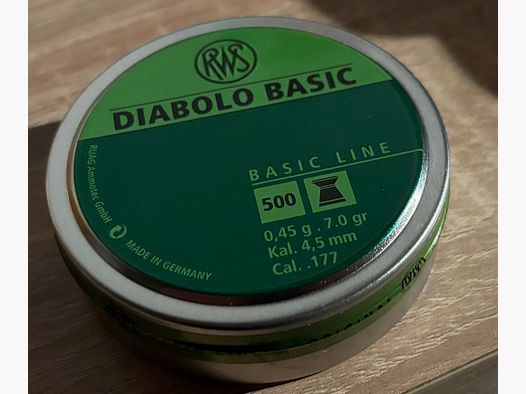 RWS
DIABOLO BASIC
BASIC LINE
500
0,45 g . 7.0 gr
Kal. 4,5 mm
Cal. .177
RUAG Ammotec GmbH
MADE IN GERMANY